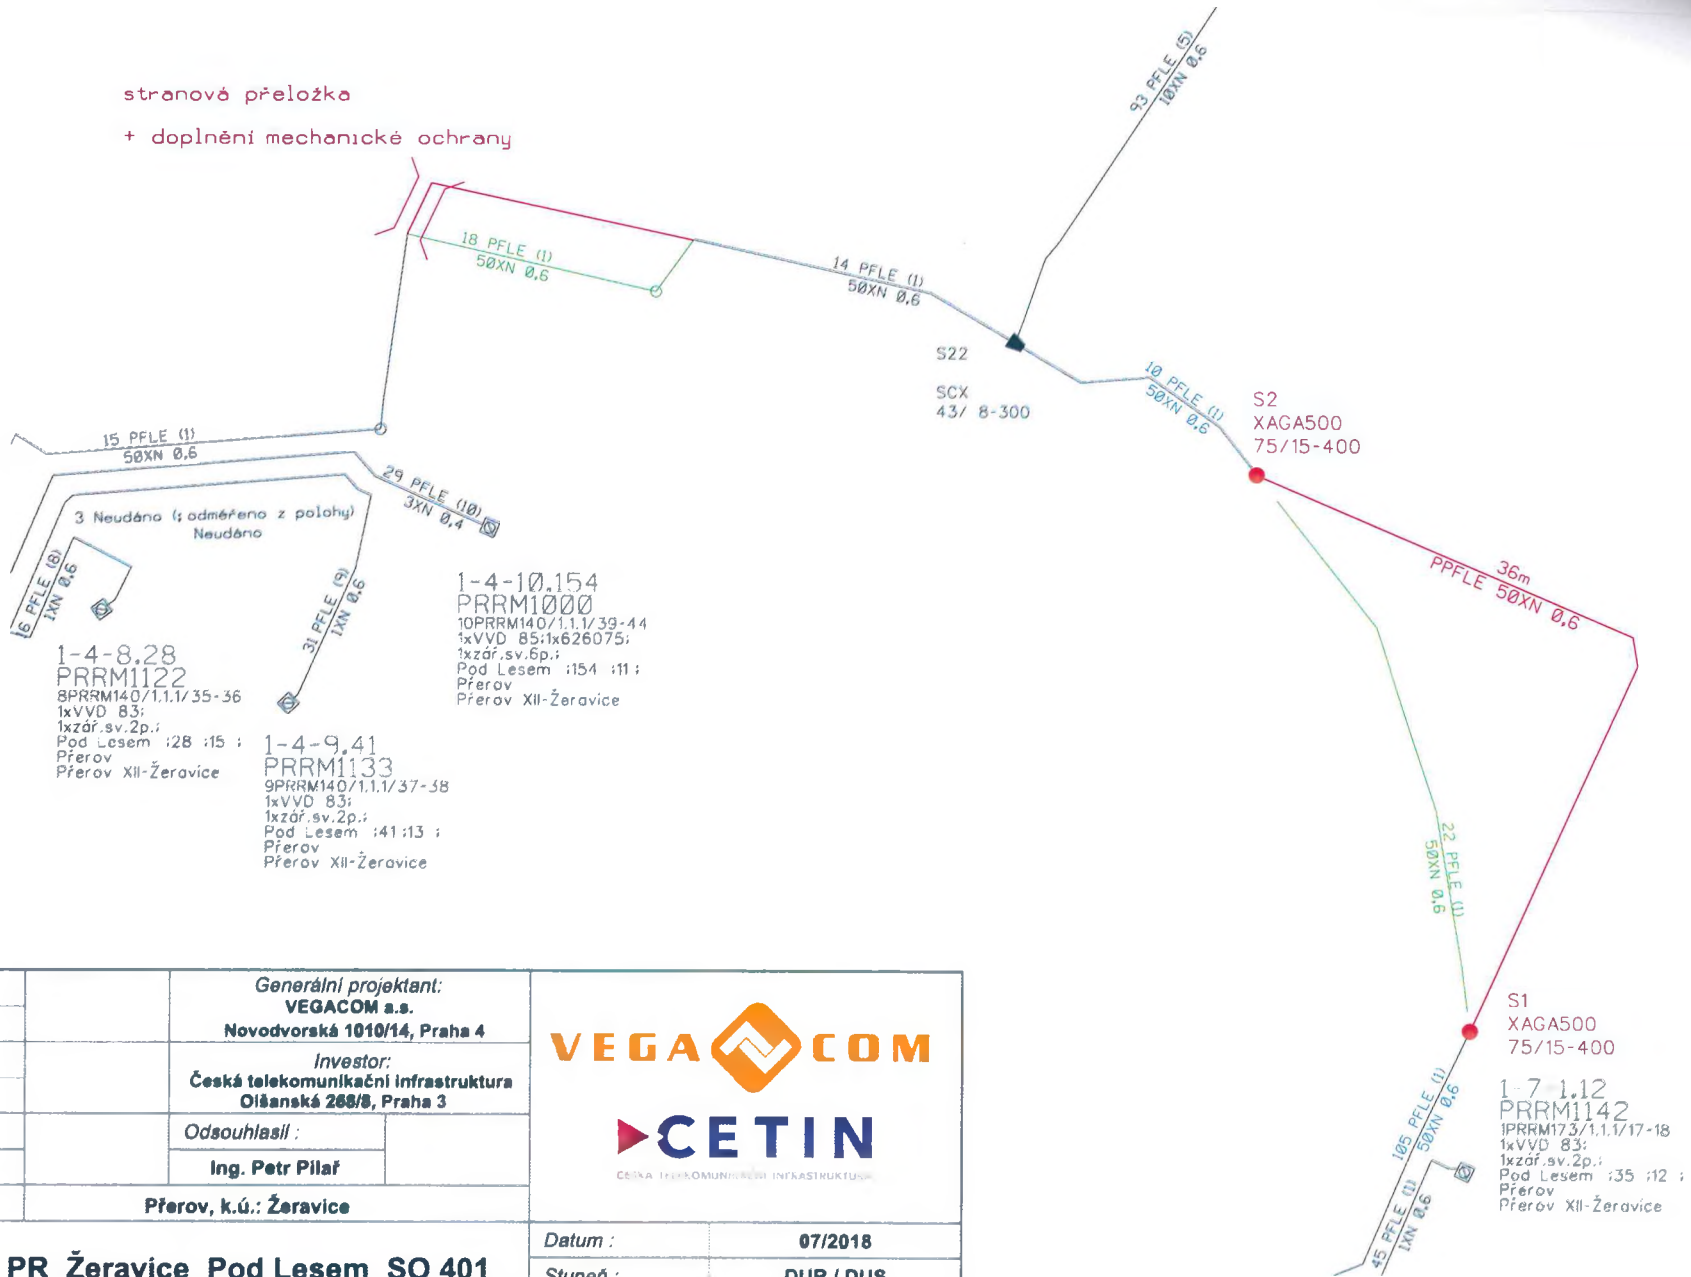 stranová přeložka
+ doplnění mechanické ochrany
93 PFLE (5)
10XN 0,6
18 PFLE (1)
50XN 0,6
14 PFLE (1)
50XN 0,6
S22
SCX
43/ 8-300
10 PFLE (1)
50XN 0,6
S2
XAGA500
75/15-400
15 PFLE (1)
50XN 0,6
29 PFLE (10)
3XN 0,4
3 Neudáno (; odměřeno z polohy)
Neudáno
16 PFLE (8)
1XN 0,6
31 PFLE (9)
1XN 0,6
36m
PPFLE 50XN 0,6
1-4-10.154
PRRM1000
10PRRM140/1.1.1/39-44
1xVVD 85;1x626075;
1xzář.sv.6p.;
Pod Lesem ;154 ;11 ;
Přerov
Přerov XII-Žeravice
1-4-8.28
PRRM1122
8PRRM140/1.1.1/35-36
1xVVD 83;
1xzář.sv.2p.;
Pod Lesem ;28 ;15 ;
Přerov
Přerov XII-Žeravice
1-4-9.41
PRRM1133
9PRRM140/1.1.1/37-38
1xVVD 83;
1xzář.sv.2p.;
Pod Lesem ;41 ;13 ;
Přerov
Přerov XII-Žeravice
22 PFLE (1)
50XN 0,6
S1
XAGA500
75/15-400
105 PFLE (1)
50XN 0,6
1-7-1.12
PRRM1142
1PRRM173/1.1.1/17-18
1xVVD 83;
1xzář.sv.2p.;
Pod Lesem ;35 ;12 ;
Přerov
Přerov XII-Žeravice
45 PFLE (1)
1XN 0,6
Generální projektant:
VEGACOM a.s.
Novodvorská 1010/14, Praha 4
Investor:
Česká telekomunikační infrastruktura
Olšanská 268/8, Praha 3
Odsouhlasil :
Ing. Petr Pilař
Přerov, k.ú.: Žeravice
VEGA COM
CETIN
ČESKÁ TELEKOMUNIKAČNÍ INFRASTRUKTURA
Datum :
07/2018
PR Žeravice Pod Lesem SO 401
Stupeň :
DUR / DUS